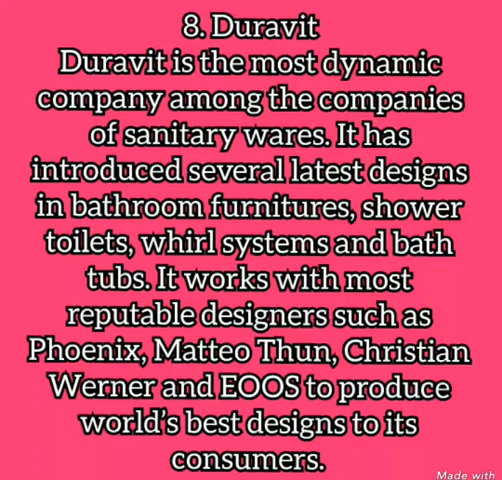 8. Duravit
Duravit is the most dynamic
company among the companies
of sanitary wares. It has
introduced several latest designs
in bathroom furnitures, shower
toilets, whirl systems and bath
tubs. It works with most
reputable designers such as
Phoenix, Matteo Thun, Christian
Werner and EOOS to produce
world's best designs to its
consumers.
Made with